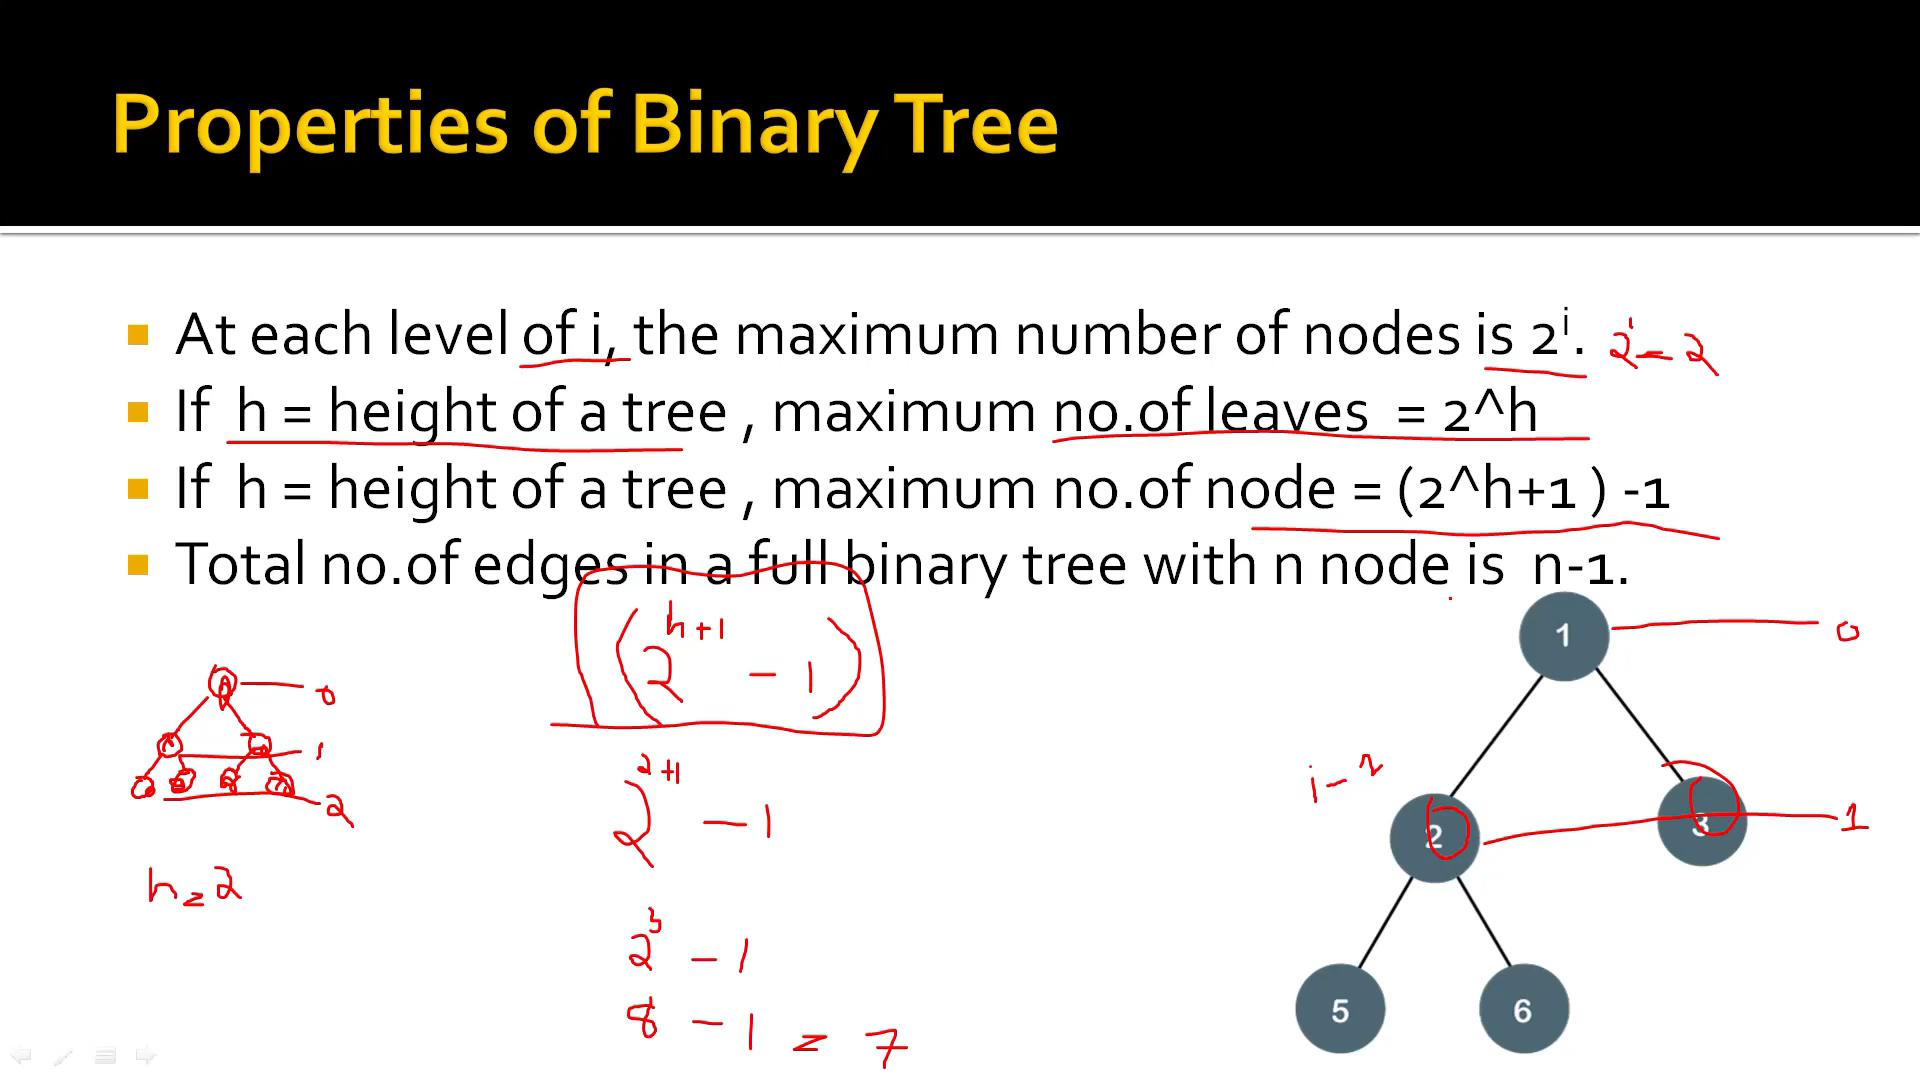 Properties of Binary Tree
At each level of i, the maximum number of nodes is 2^i. 2^1 = 2
If h = height of a tree , maximum no.of leaves = 2^h
If h = height of a tree , maximum no.of node = (2^h+1 ) -1
Total no.of edges in a full binary tree with n node is n-1.
(2^h+1 - 1)
0
1
2
h = 2
2^2+1 - 1
2^3 - 1
8 - 1 = 7
1 0
2 3 1
5 6